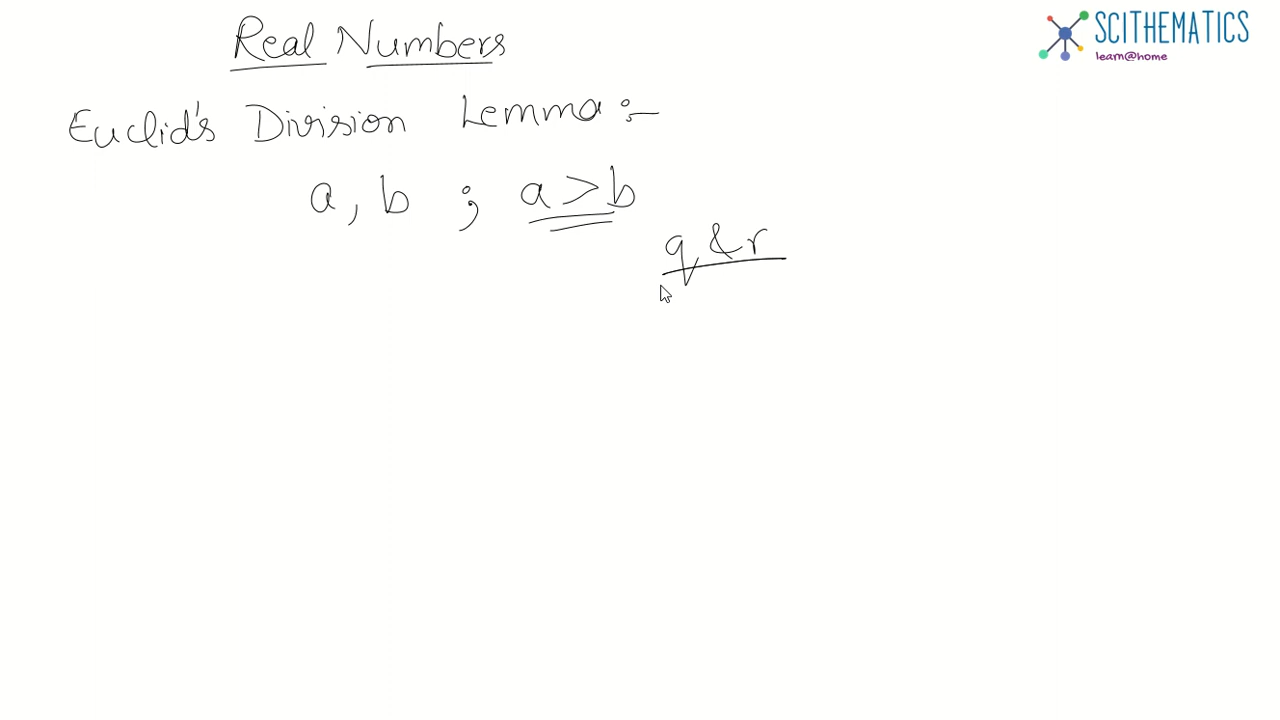 Real Numbers
SCITHEMATICS
learn@home
Euclid's Division Lemma :-
a, b ; a > b
q & r